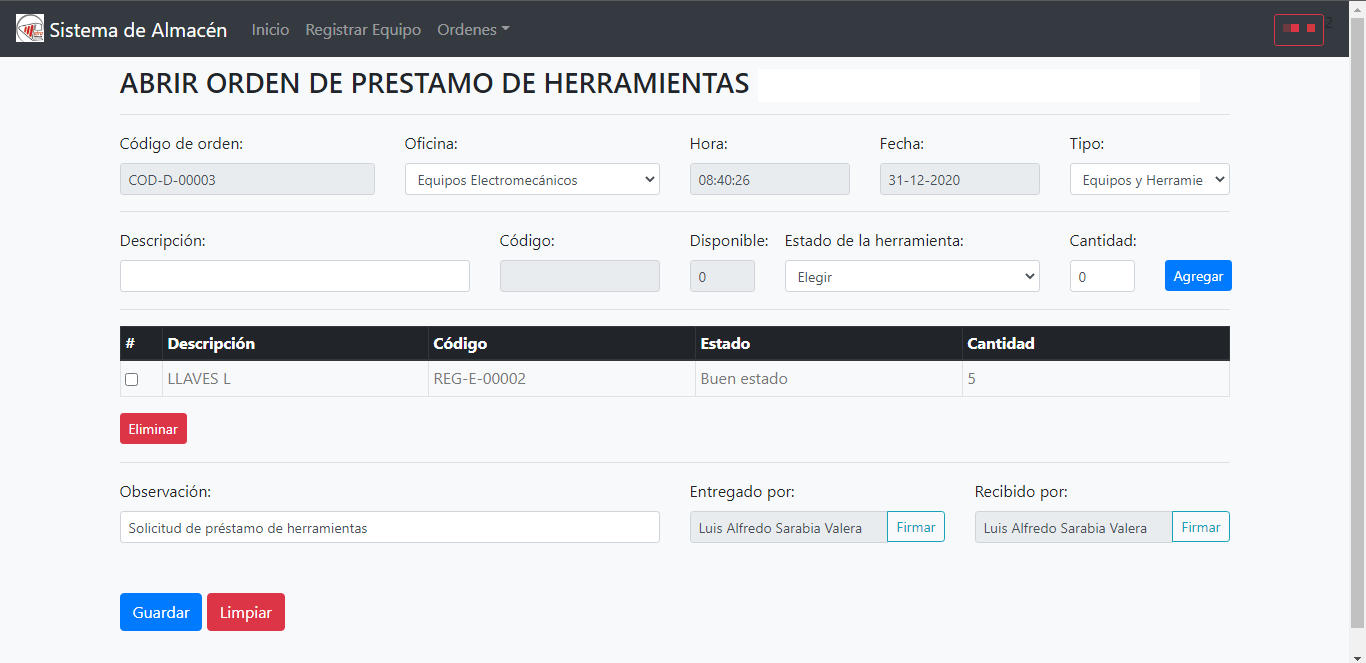 Sistema de Almacén Inicio Registrar Equipo Ordenes
ABRIR ORDEN DE PRESTAMO DE HERRAMIENTAS
Código de orden: Oficina: Hora: Fecha: Tipo:
COD-D-00003 Equipos Electromecánicos 08:40:26 31-12-2020 Equipos y Herramie
Descripción: Código: Disponible: Estado de la herramienta: Cantidad:
0 Elegir 0 Agregar
# Descripción Código Estado Cantidad
LLAVES L REG-E-00002 Buen estado 5
Eliminar
Observación: Entregado por: Recibido por:
Solicitud de préstamo de herramientas Luis Alfredo Sarabia Valera Firmar Luis Alfredo Sarabia Valera Firmar
Guardar Limpiar